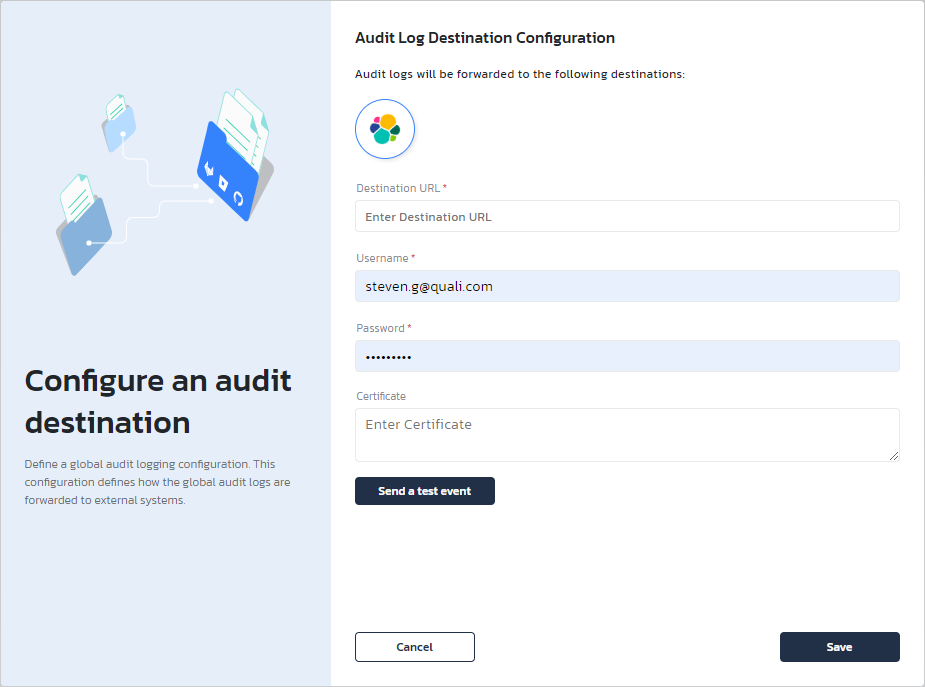 Configure an audit
destination
Define a global audit logging configuration. This
configuration defines how the global audit logs are
forwarded to external systems.
Audit Log Destination Configuration
Audit logs will be forwarded to the following destinations:
Destination URL *
Enter Destination URL
Username *
steven.g@quali.com
Password *
•••••••••
Certificate
Enter Certificate
Send a test event
Cancel
Save